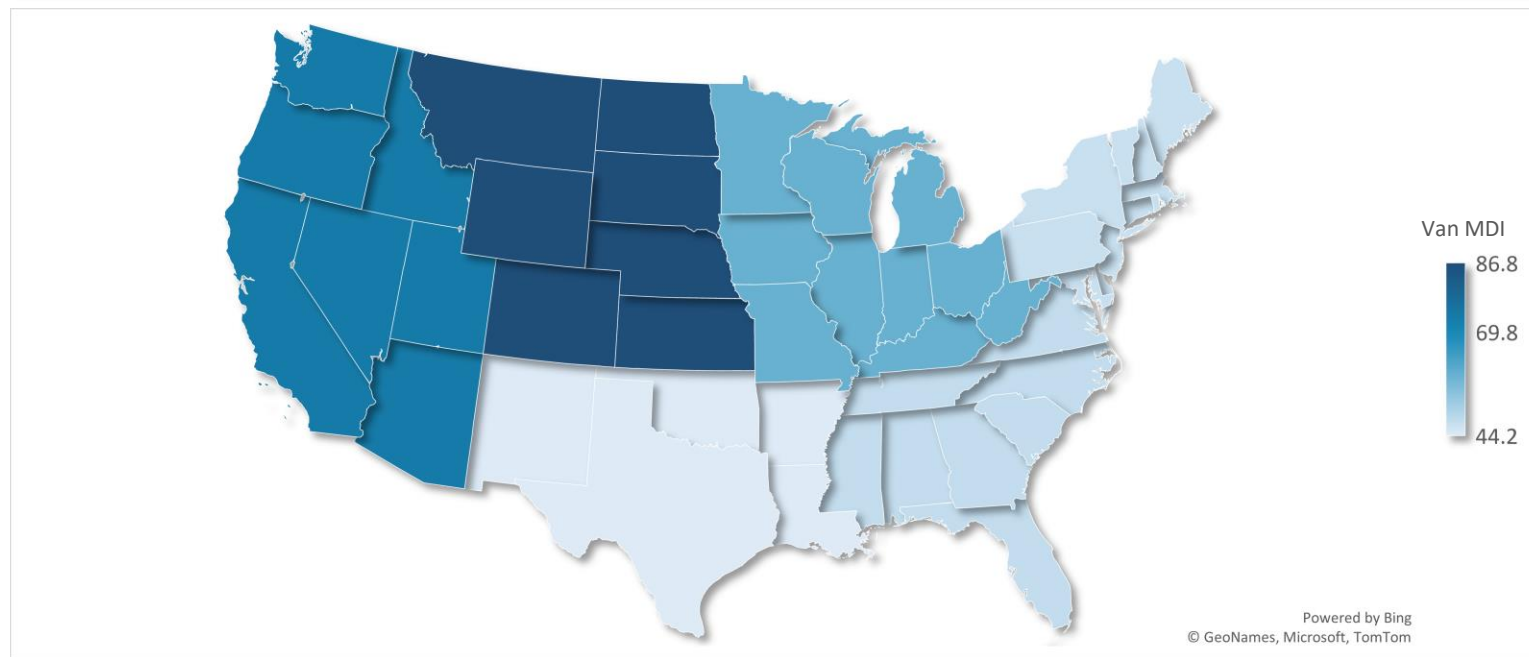 Van MDI
86.8
69.8
44.2
Powered by Bing
© GeoNames, Microsoft, TomTom